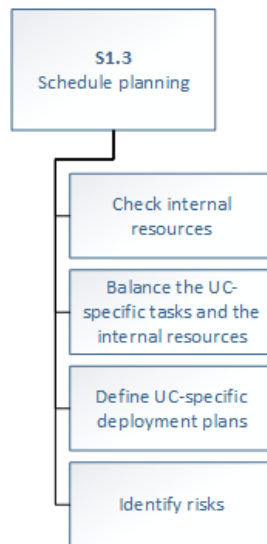 S1.3
Schedule planning
Check internal
resources
Balance the UC-
specific tasks and the
internal resources
Define UC-specific
deployment plans
Identify risks